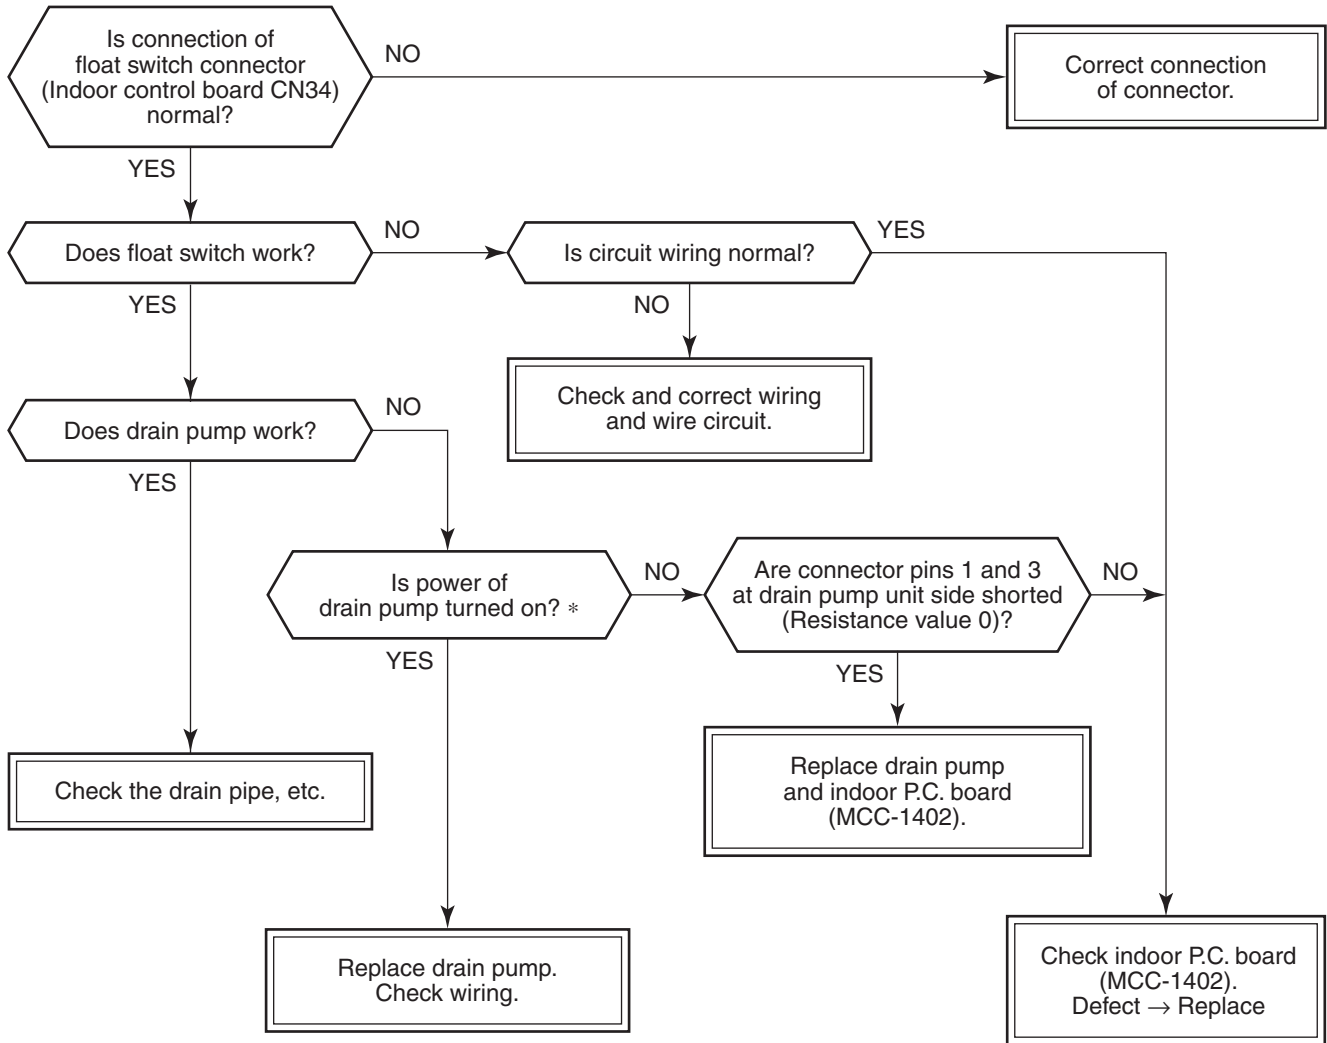 Is connection of
float switch connector
(Indoor control board CN34)
normal?
NO
Correct connection
of connector.
YES
Does float switch work?
NO
Is circuit wiring normal?
YES
YES
NO
Check and correct wiring
and wire circuit.
Does drain pump work?
NO
YES
Is power of
drain pump turned on? *
NO
Are connector pins 1 and 3
at drain pump unit side shorted
(Resistance value 0)?
NO
YES
YES
Check the drain pipe, etc.
Replace drain pump
and indoor P.C. board
(MCC-1402).
Replace drain pump.
Check wiring.
Check indoor P.C. board
(MCC-1402).
Defect → Replace